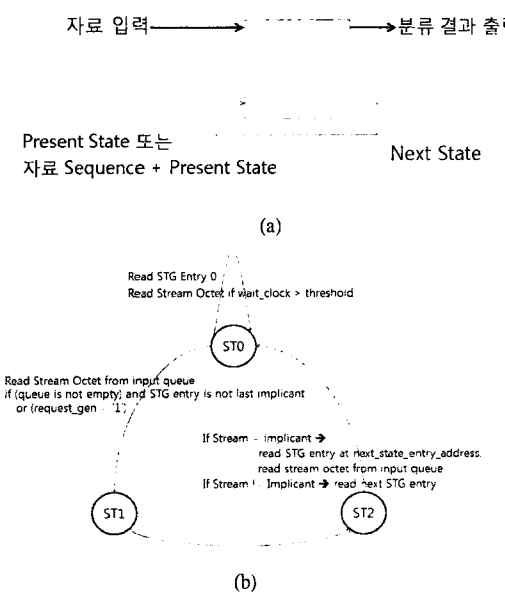 자료 입력
분류 결과 출력
Present State 또는
자료 Sequence + Present State
Next State
(a)
Read STG Entry 0
Read Stream Octet if wait_clock > threshold
ST0
Read Stream Octet from input queue
if (queue is not empty) and STG entry is not last implicant
or (request_gen = '1')
If Stream = implicant ➔
read STG entry at next_state_entry_address.
read stream octet from input queue
If Stream != Implicant ➔ read next STG entry
ST1
ST2
(b)